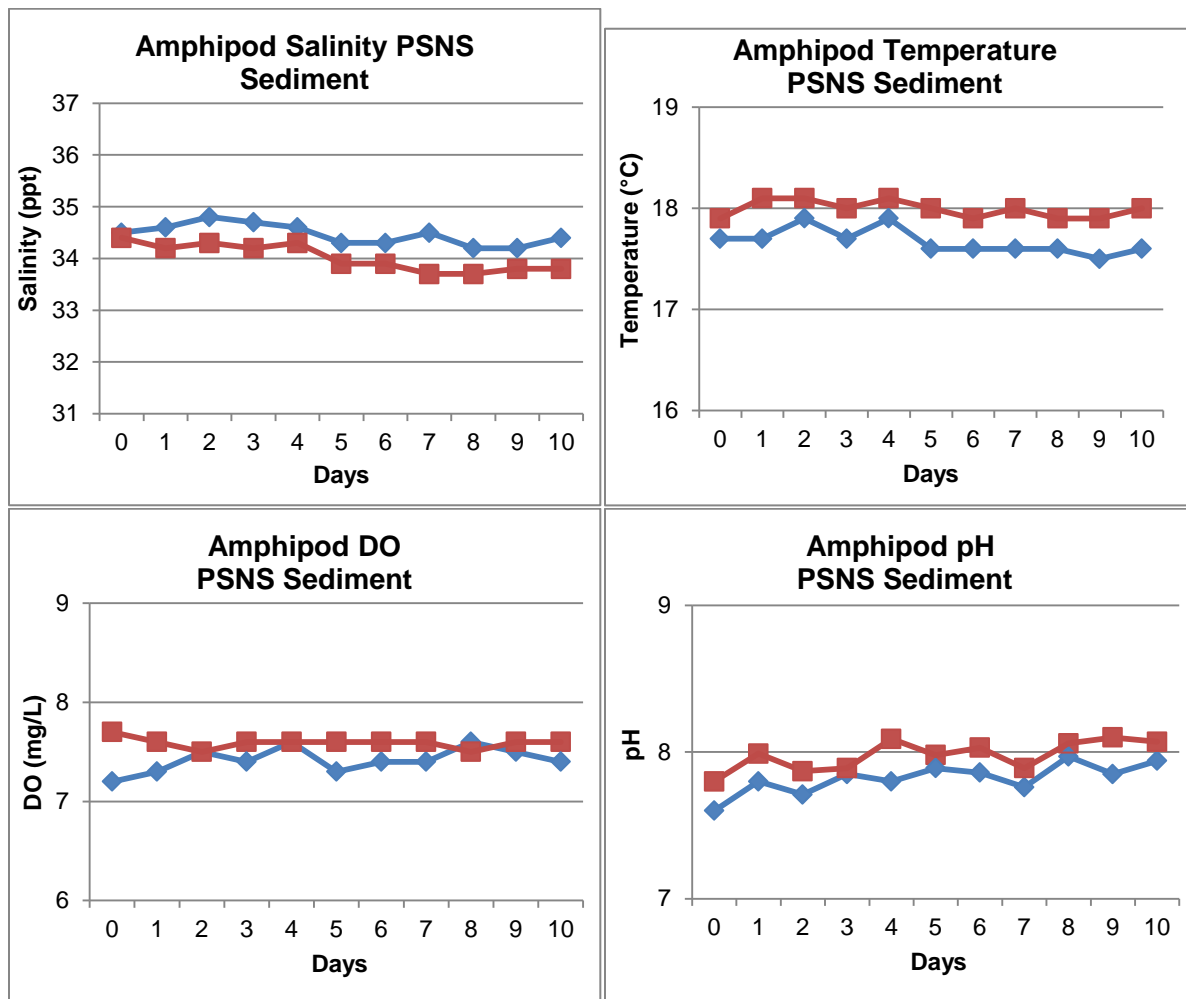 Amphipod Salinity PSNS
Sediment
37
36
35
34
33
32
31
Salinity (ppt)
0 1 2 3 4 5 6 7 8 9 10
Days
Amphipod Temperature
PSNS Sediment
19
18
17
16
Temperature (°C)
0 1 2 3 4 5 6 7 8 9 10
Days
Amphipod DO
PSNS Sediment
9
8
7
6
DO (mg/L)
0 1 2 3 4 5 6 7 8 9 10
Days
Amphipod pH
PSNS Sediment
9
8
7
pH
0 1 2 3 4 5 6 7 8 9 10
Days